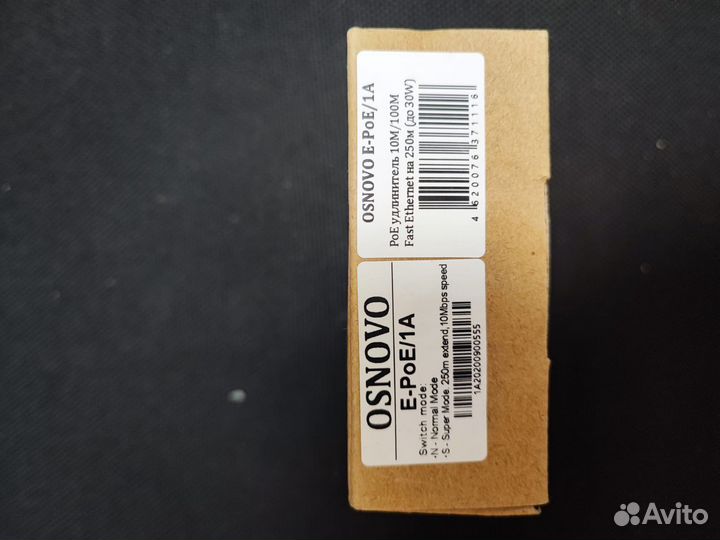 OSNOVO E-PoE/1A
PoE удлинитель 10M/100M
Fast Ethernet на 250м (до 30W)
4 620076 371116
OSNOVO
E-PoE/1A
Switch mode:
-N - Normal Mode
-S - Super Mode: 250m extend,10Mbps speed
1A20200900555
Avito